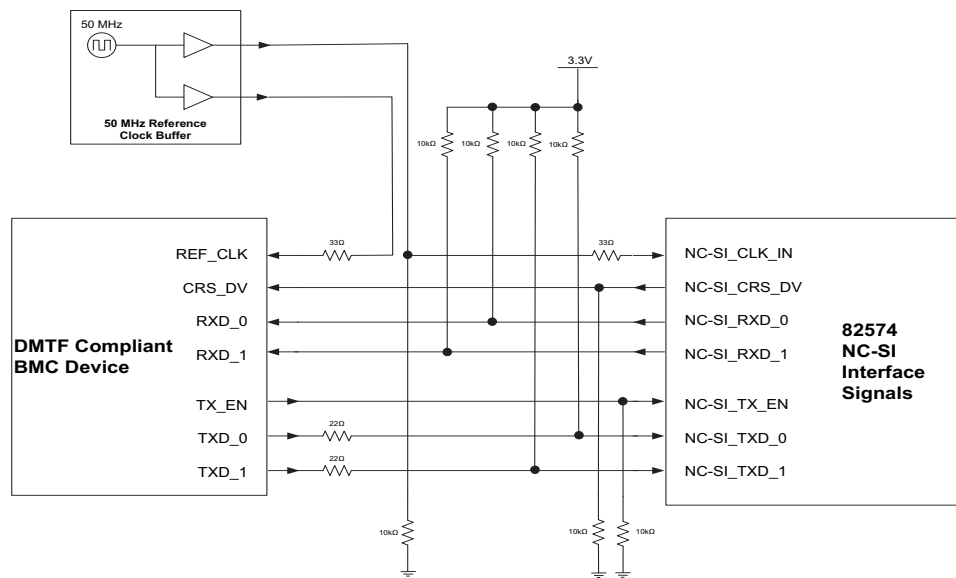 50 MHz
50 MHz Reference
Clock Buffer
3.3V
10kΩ
10kΩ
10kΩ
10kΩ
DMTF Compliant
BMC Device
REF_CLK
CRS_DV
RXD_0
RXD_1
TX_EN
TXD_0
TXD_1
33Ω
33Ω
22Ω
22Ω
NC-SI_CLK_IN
NC-SI_CRS_DV
NC-SI_RXD_0
NC-SI_RXD_1
NC-SI_TX_EN
NC-SI_TXD_0
NC-SI_TXD_1
82574
NC-SI
Interface
Signals
10kΩ
10kΩ
10kΩ